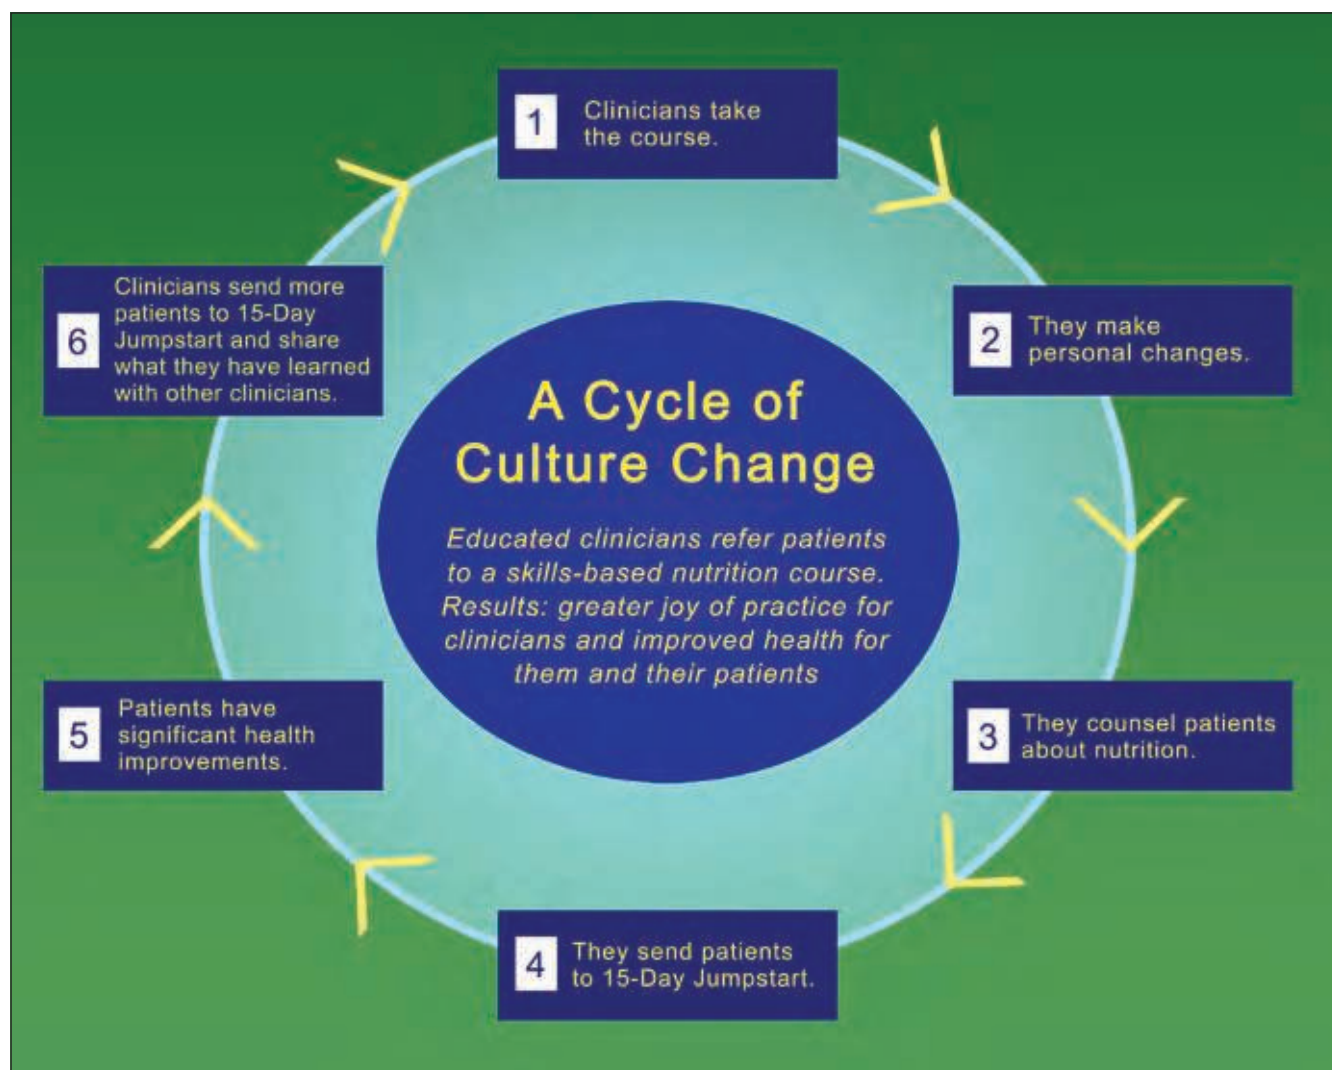 1
Clinicians take
the course.
2
They make
personal changes.
3
They counsel patients
about nutrition.
4
They send patients
to 15-Day Jumpstart.
5
Patients have
significant health
improvements.
6
Clinicians send more
patients to 15-Day
Jumpstart and share
what they have learned
with other clinicians.
A Cycle of
Culture Change
Educated clinicians refer patients
to a skills-based nutrition course.
Results: greater joy of practice for
clinicians and improved health for
them and their patients